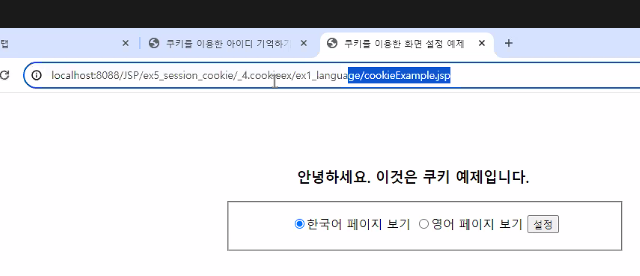 탭
쿠키를 이용한 아이디 기억하기
쿠키를 이용한 화면 설정 예제
localhost:8088/JSP/ex5_session_cookie/_4.cookieex/ex1_language/cookieExample.jsp
안녕하세요. 이것은 쿠키 예제입니다.
한국어 페이지 보기 영어 페이지 보기 설정